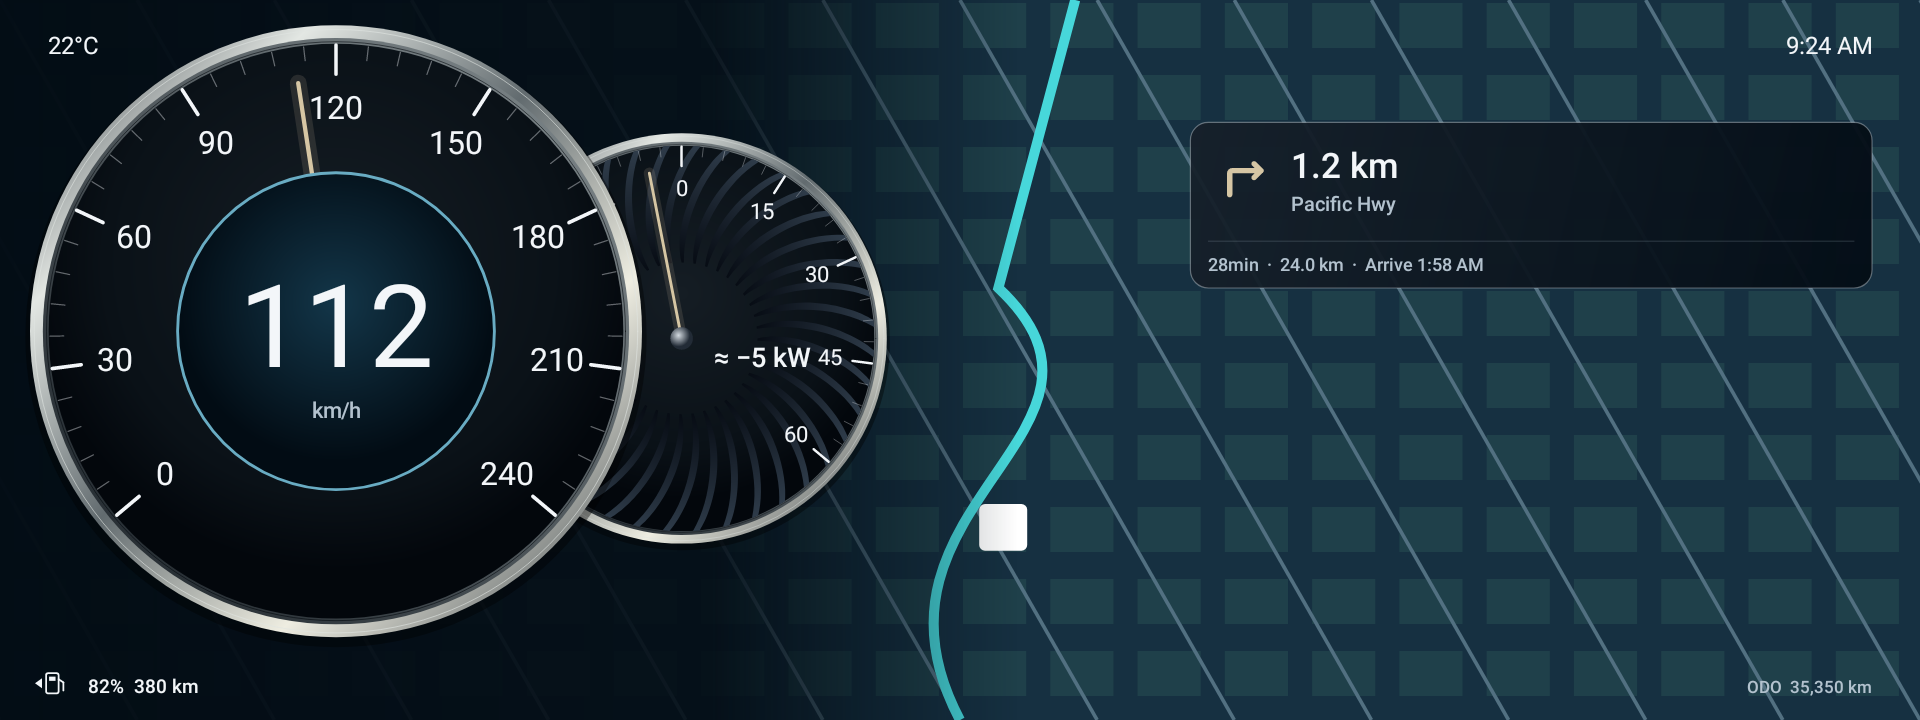 22°C
9:24 AM
0
30
60
90
120
150
180
210
240
112
km/h
0
15
30
45
60
≈ −5 kW
1.2 km
Pacific Hwy
28min · 24.0 km · Arrive 1:58 AM
82% 380 km
ODO 35,350 km